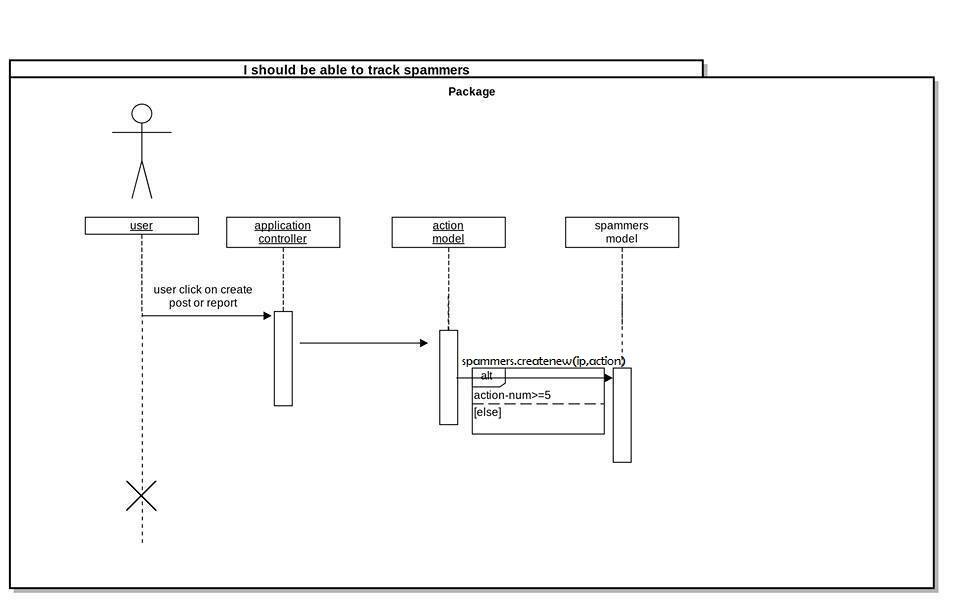 I should be able to track spammers
Package
user
application
controller
action
model
spammers
model
user click on create
post or report
spammers.createnew(ip,action)
alt
action-num>=5
[else]